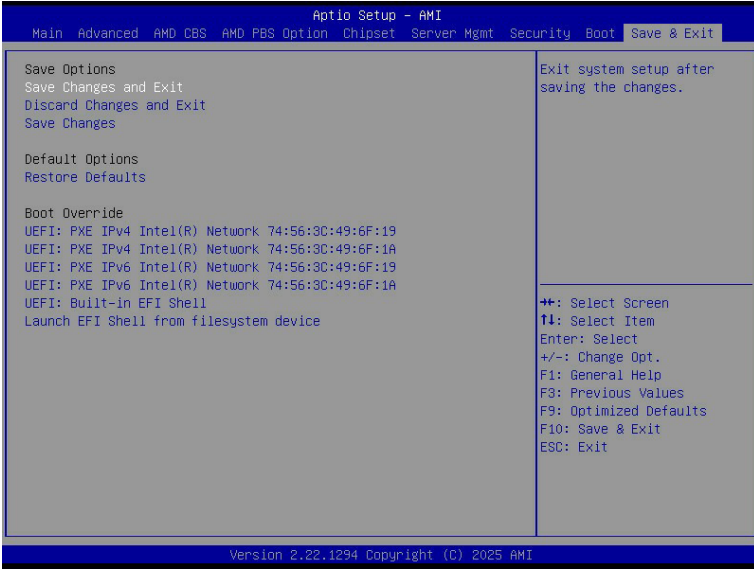 Aptio Setup - AMI
Main Advanced AMD CBS AMD PBS Option Chipset Server Mgmt Security Boot Save & Exit
Save Options
Save Changes and Exit
Discard Changes and Exit
Save Changes
Default Options
Restore Defaults
Boot Override
UEFI: PXE IPv4 Intel(R) Network 74:56:3C:49:6F:19
UEFI: PXE IPv4 Intel(R) Network 74:56:3C:49:6F:1A
UEFI: PXE IPv6 Intel(R) Network 74:56:3C:49:6F:19
UEFI: PXE IPv6 Intel(R) Network 74:56:3C:49:6F:1A
UEFI: Built-in EFI Shell
Launch EFI Shell from filesystem device
Exit system setup after
saving the changes.
→←: Select Screen
↑↓: Select Item
Enter: Select
+/-: Change Opt.
F1: General Help
F3: Previous Values
F9: Optimized Defaults
F10: Save & Exit
ESC: Exit
Version 2.22.1294 Copyright (C) 2025 AMI